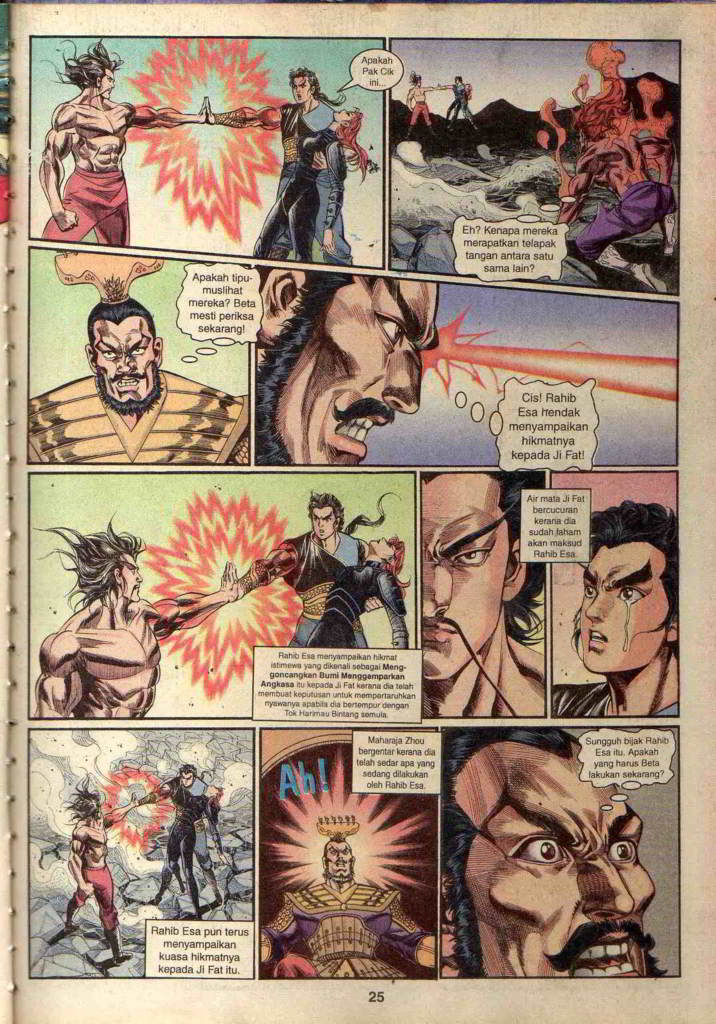 Apakah
Pak Cik
ini...
Eh? Kenapa mereka
merapatkan telapak
tangan antara satu
sama lain?
Apakah tipu-
muslihat
mereka? Beta
mesti periksa
sekarang!
Cis! Rahib
Esa hendak
menyampaikan
hikmatnya
kepada Ji Fat!
Rahib Esa menyampaikan hikmat
istimewa yang dikenali sebagai Meng-
goncangkan Bumi Menggamparkan
Angkasa itu kepada Ji Fat kerana dia telah
membuat keputusan untuk mempertaruhkan
nyawanya apabila dia bertempur dengan
Tok Harimau Bintang semula.
Air mata Ji Fat
bercucuran
kerana dia
sudah faham
akan maksud
Rahib Esa.
Rahib Esa pun terus
menyampaikan
kuasa hikmatnya
kepada Ji Fat itu.
Ah!
Maharaja Zhou
bergentar kerana dia
telah sedar apa yang
sedang dilakukan
oleh Rahib Esa.
Sungguh bijak Rahib
Esa itu. Apakah
yang harus Beta
lakukan sekarang?
25